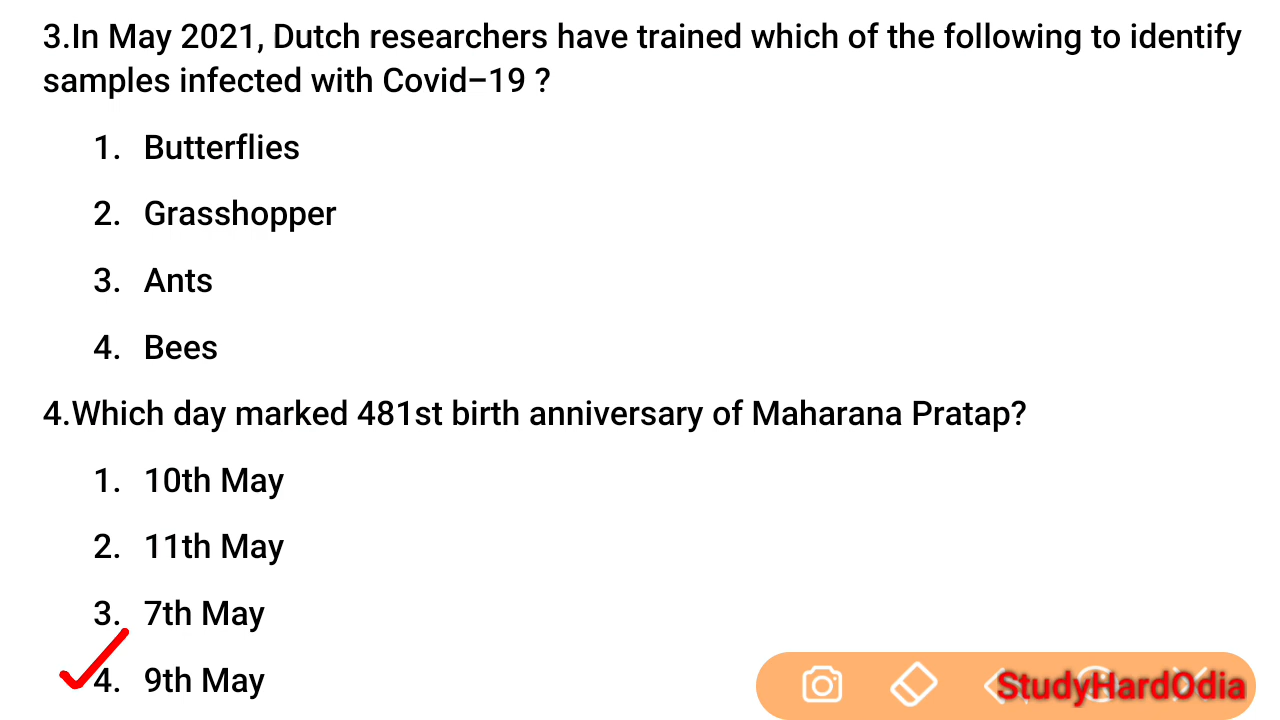 3.In May 2021, Dutch researchers have trained which of the following to identify
samples infected with Covid–19 ?
1. Butterflies
2. Grasshopper
3. Ants
4. Bees
4.Which day marked 481st birth anniversary of Maharana Pratap?
1. 10th May
2. 11th May
3. 7th May
4. 9th May
StudyHardOdia